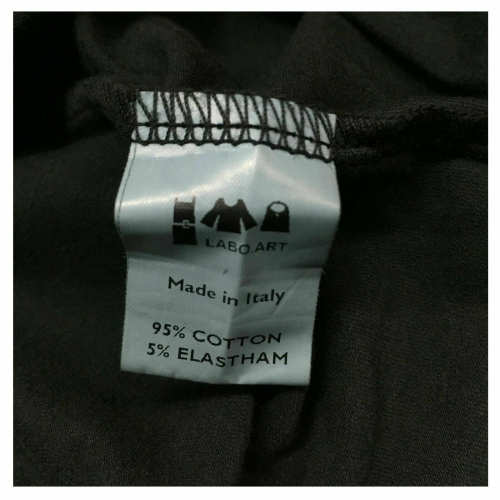 LABO.ART
Made in Italy
95% COTTON
5% ELASTHAM